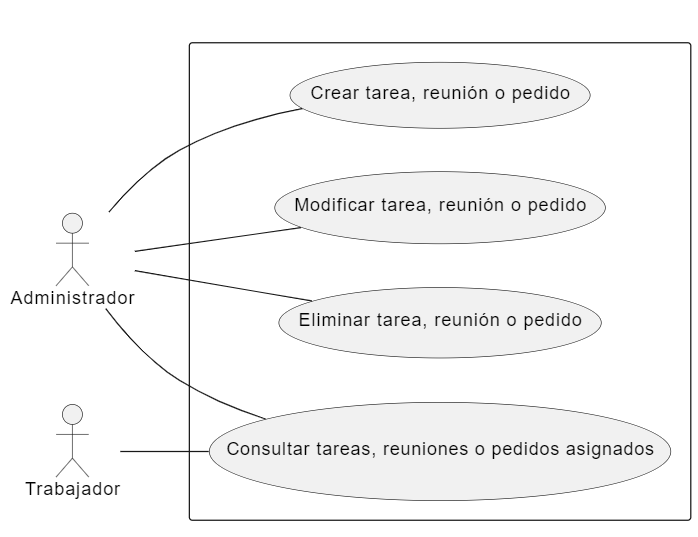 Crear tarea, reunión o pedido
Modificar tarea, reunión o pedido
Administrador
Eliminar tarea, reunión o pedido
Consultar tareas, reuniones o pedidos asignados
Trabajador